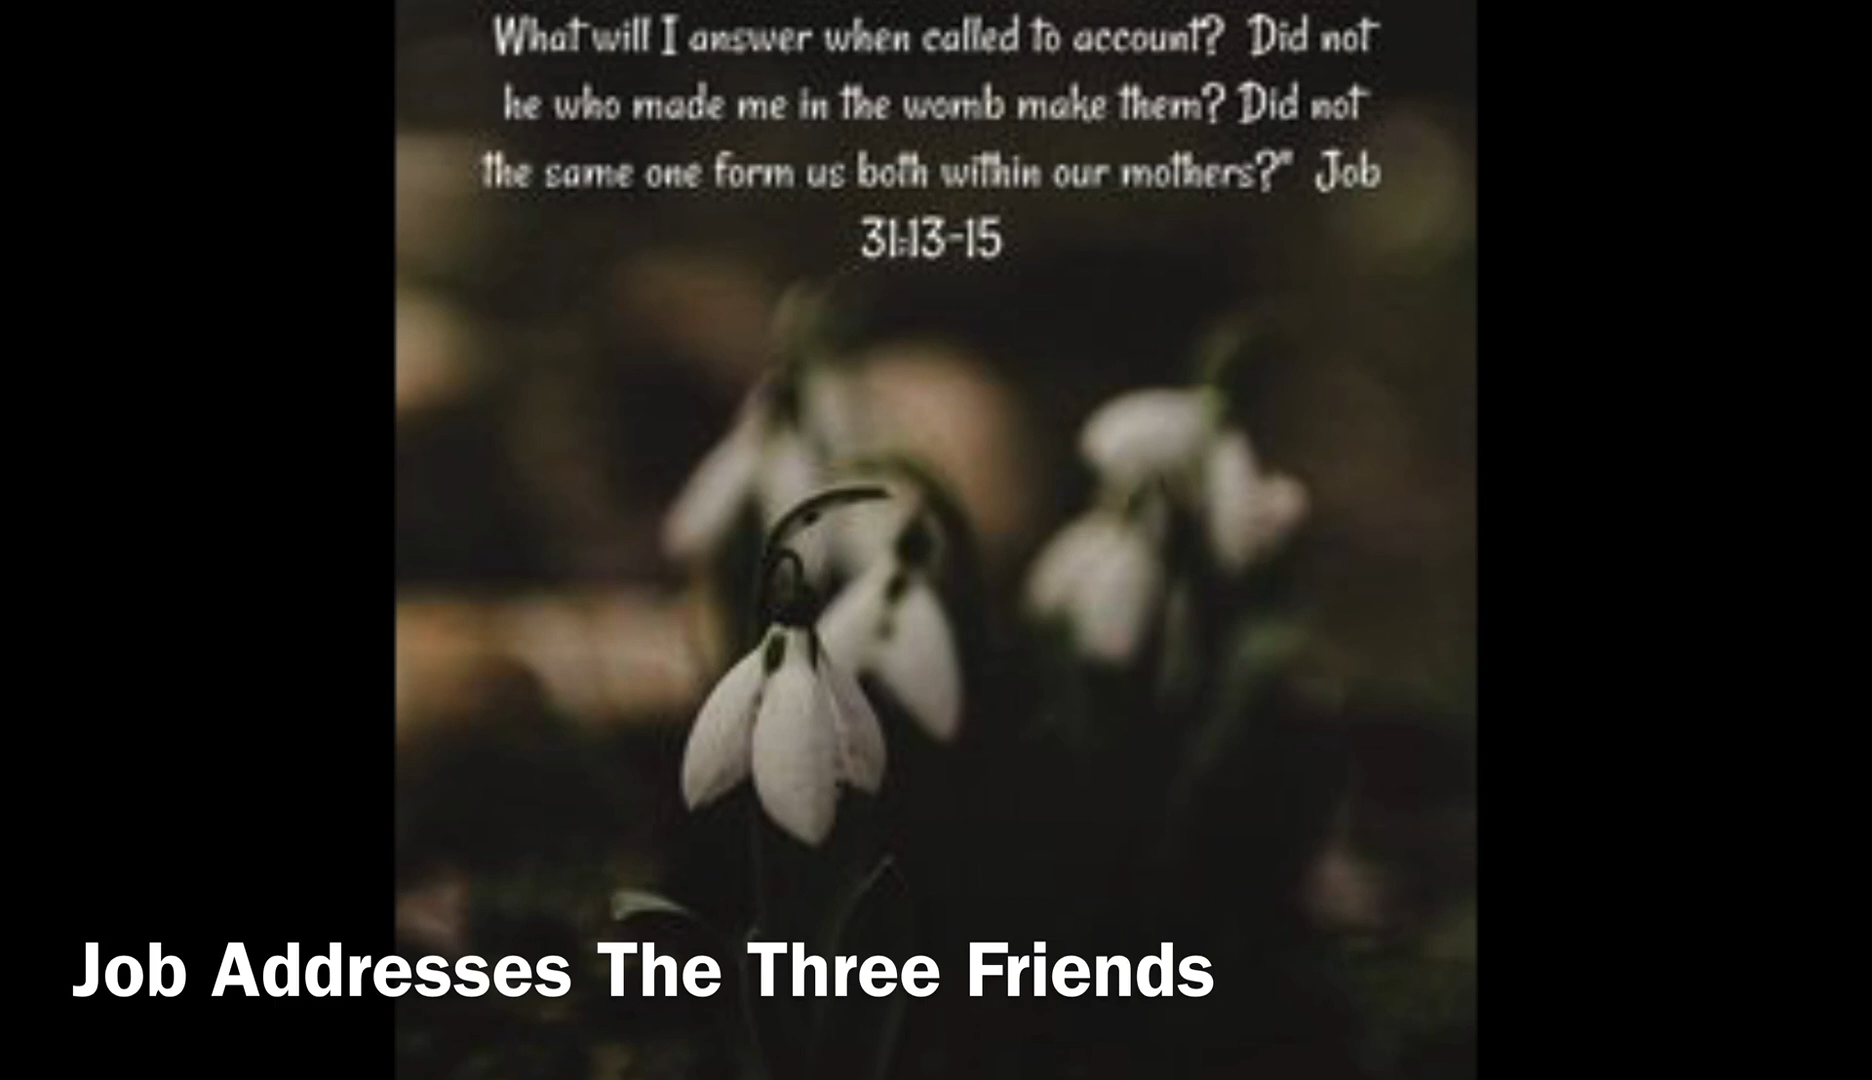 What will I answer when called to account? Did not
he who made me in the womb make them? Did not
the same one form us both within our mothers?" Job
31:13-15
Job Addresses The Three Friends